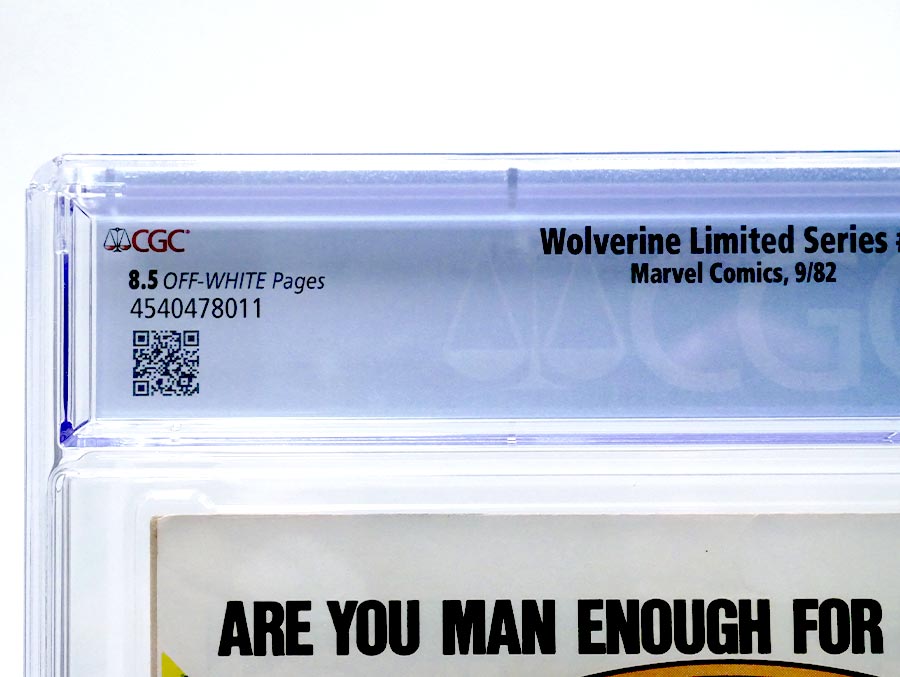 CGC
Wolverine Limited Series #
Marvel Comics, 9/82
8.5 OFF-WHITE Pages
4540478011
CGC
ARE YOU MAN ENOUGH FOR